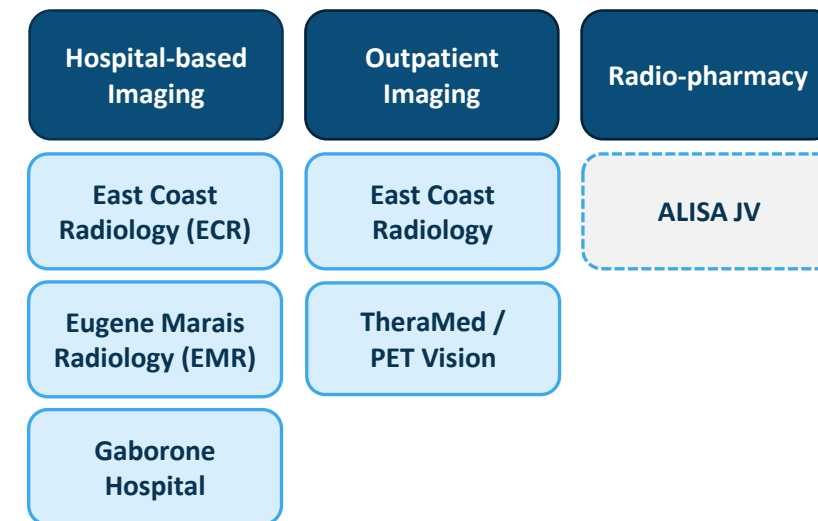 Hospital-based
Imaging
Outpatient
Imaging
Radio-pharmacy
East Coast
Radiology (ECR)
East Coast
Radiology
ALISA JV
Eugene Marais
Radiology (EMR)
TheraMed /
PET Vision
Gaborone
Hospital